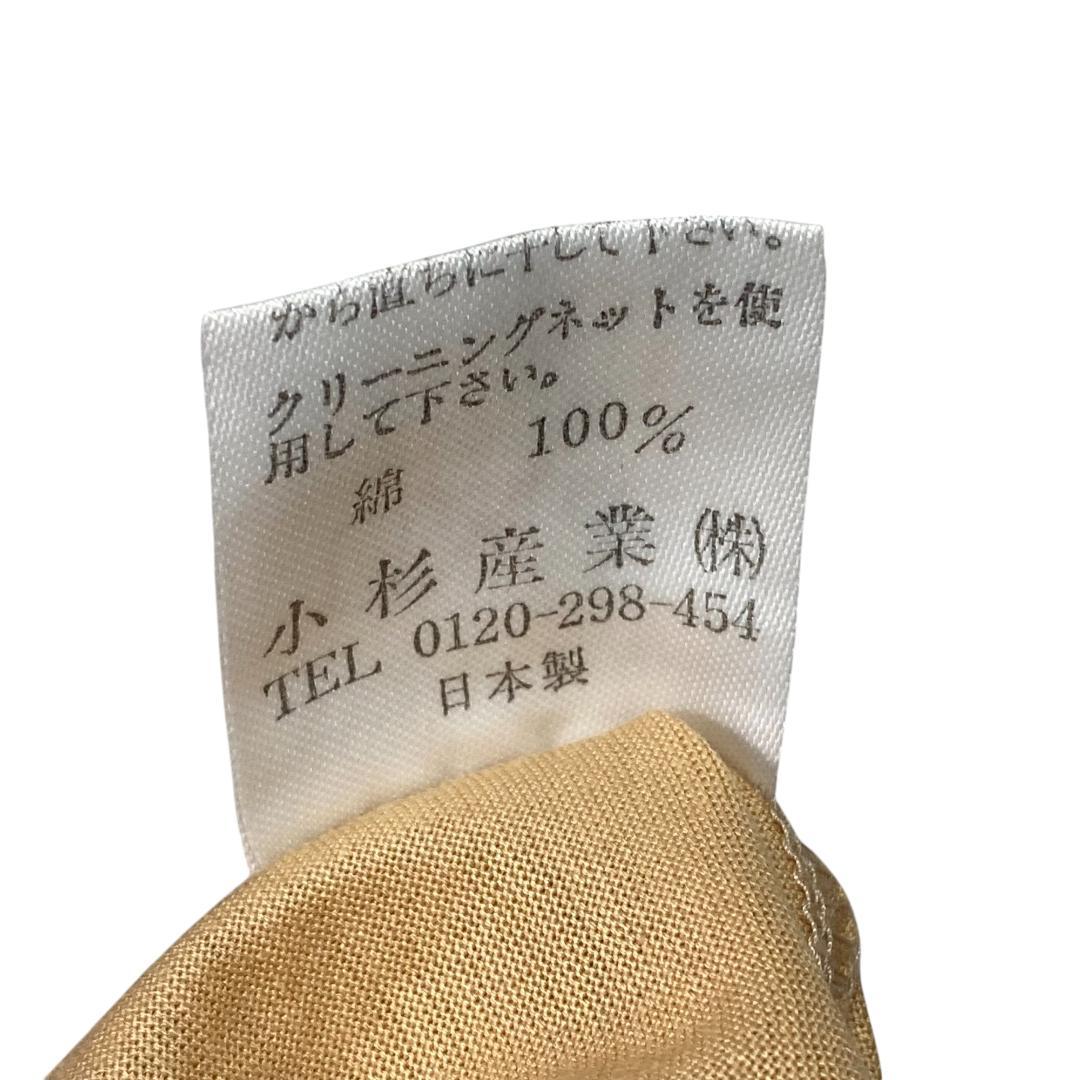 から直ちに干して下さい。
クリーニングネットを使
用して下さい。
綿 100%
小杉産業(株)
TEL 0120-298-454
日本製